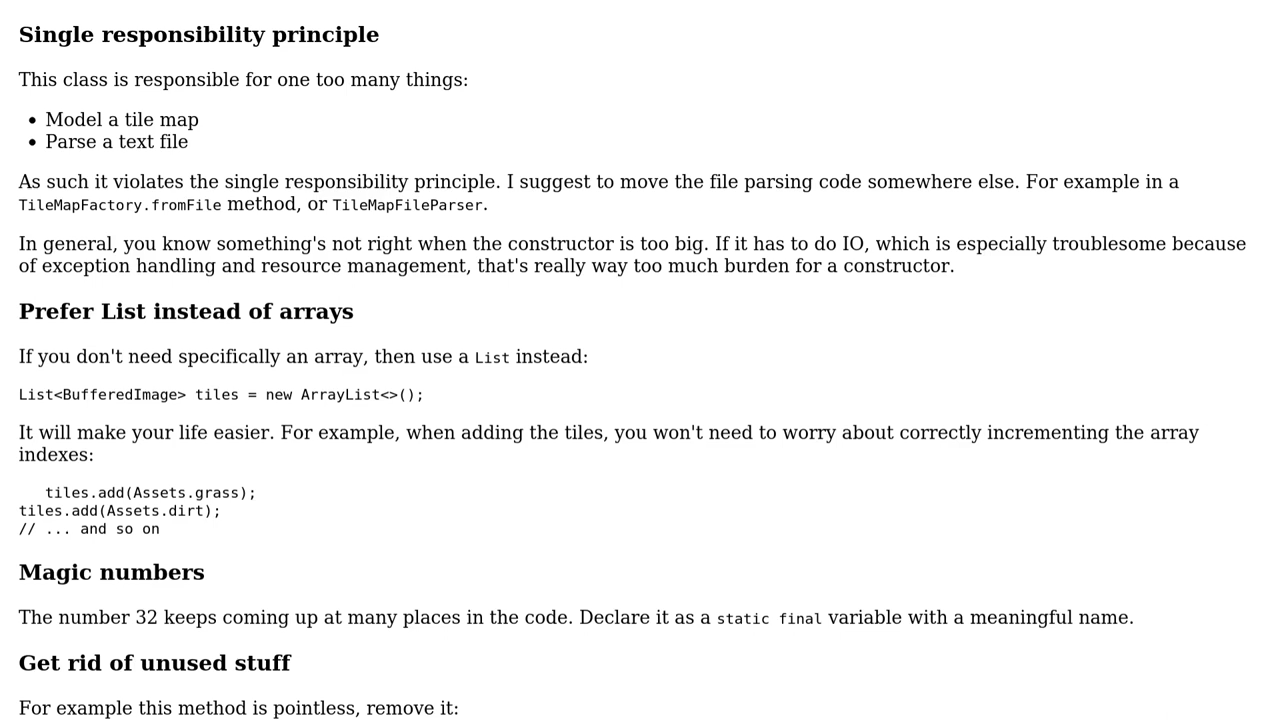 Single responsibility principle
This class is responsible for one too many things:
• Model a tile map
• Parse a text file
As such it violates the single responsibility principle. I suggest to move the file parsing code somewhere else. For example in a
TileMapFactory.fromFile method, or TileMapFileParser.
In general, you know something's not right when the constructor is too big. If it has to do IO, which is especially troublesome because
of exception handling and resource management, that's really way too much burden for a constructor.
Prefer List instead of arrays
If you don't need specifically an array, then use a List instead:
List<BufferedImage> tiles = new ArrayList<>();
It will make your life easier. For example, when adding the tiles, you won't need to worry about correctly incrementing the array
indexes:
   tiles.add(Assets.grass);
tiles.add(Assets.dirt);
// ... and so on
Magic numbers
The number 32 keeps coming up at many places in the code. Declare it as a static final variable with a meaningful name.
Get rid of unused stuff
For example this method is pointless, remove it: